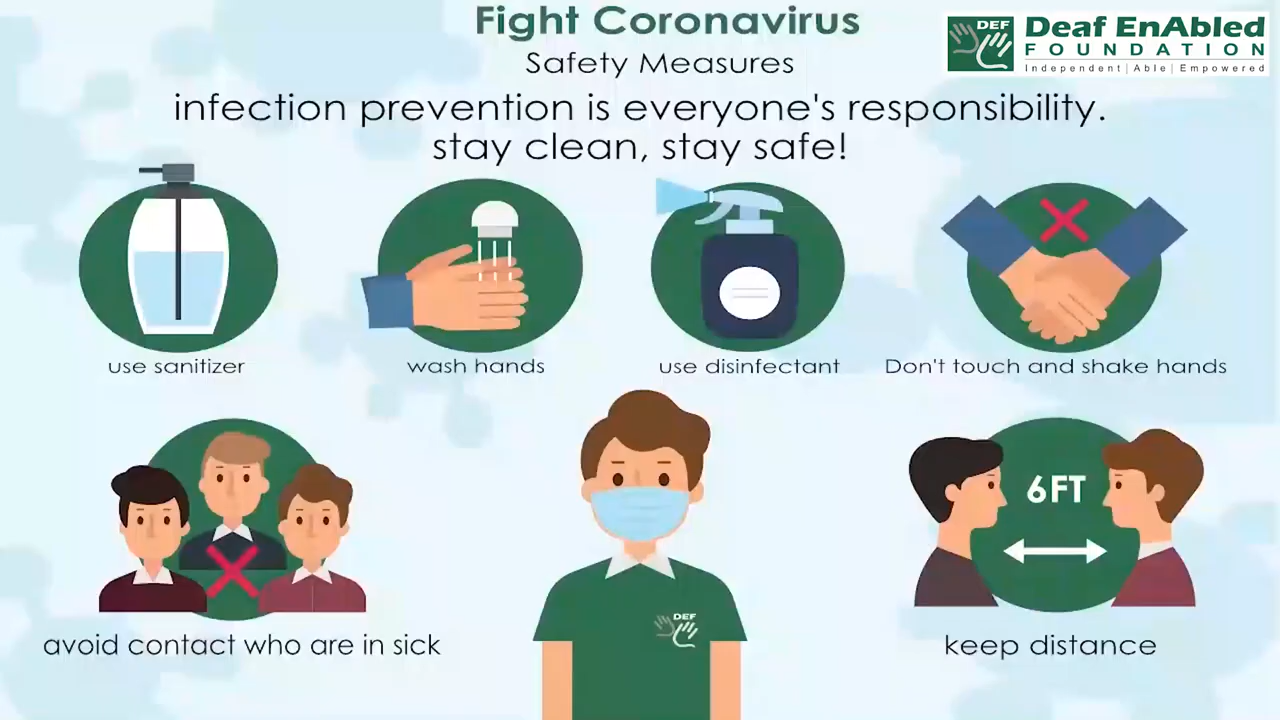 Fight Coronavirus
Safety Measures
DEF
Deaf EnAbled
FOUNDATION
Independent | Able | Empowered
infection prevention is everyone's responsibility.
stay clean, stay safe!
use sanitizer
wash hands
use disinfectant
Don't touch and shake hands
6FT
DEF
avoid contact who are in sick
keep distance